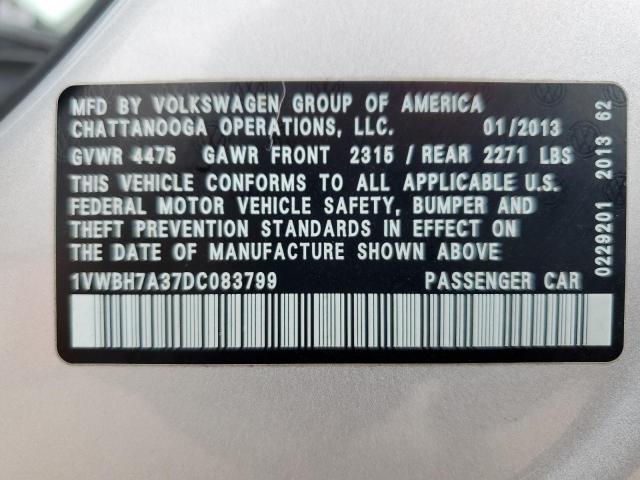 MFD BY VOLKSWAGEN GROUP OF AMERICA
CHATTANOOGA OPERATIONS, LLC. 01/2013
GVWR 4475 GAWR FRONT 2315 / REAR 2271 LBS
THIS VEHICLE CONFORMS TO ALL APPLICABLE U.S.
FEDERAL MOTOR VEHICLE SAFETY, BUMPER AND
THEFT PREVENTION STANDARDS IN EFFECT ON
THE DATE OF MANUFACTURE SHOWN ABOVE
1VWBH7A37DC083799 PASSENGER CAR
0229201 2013 62